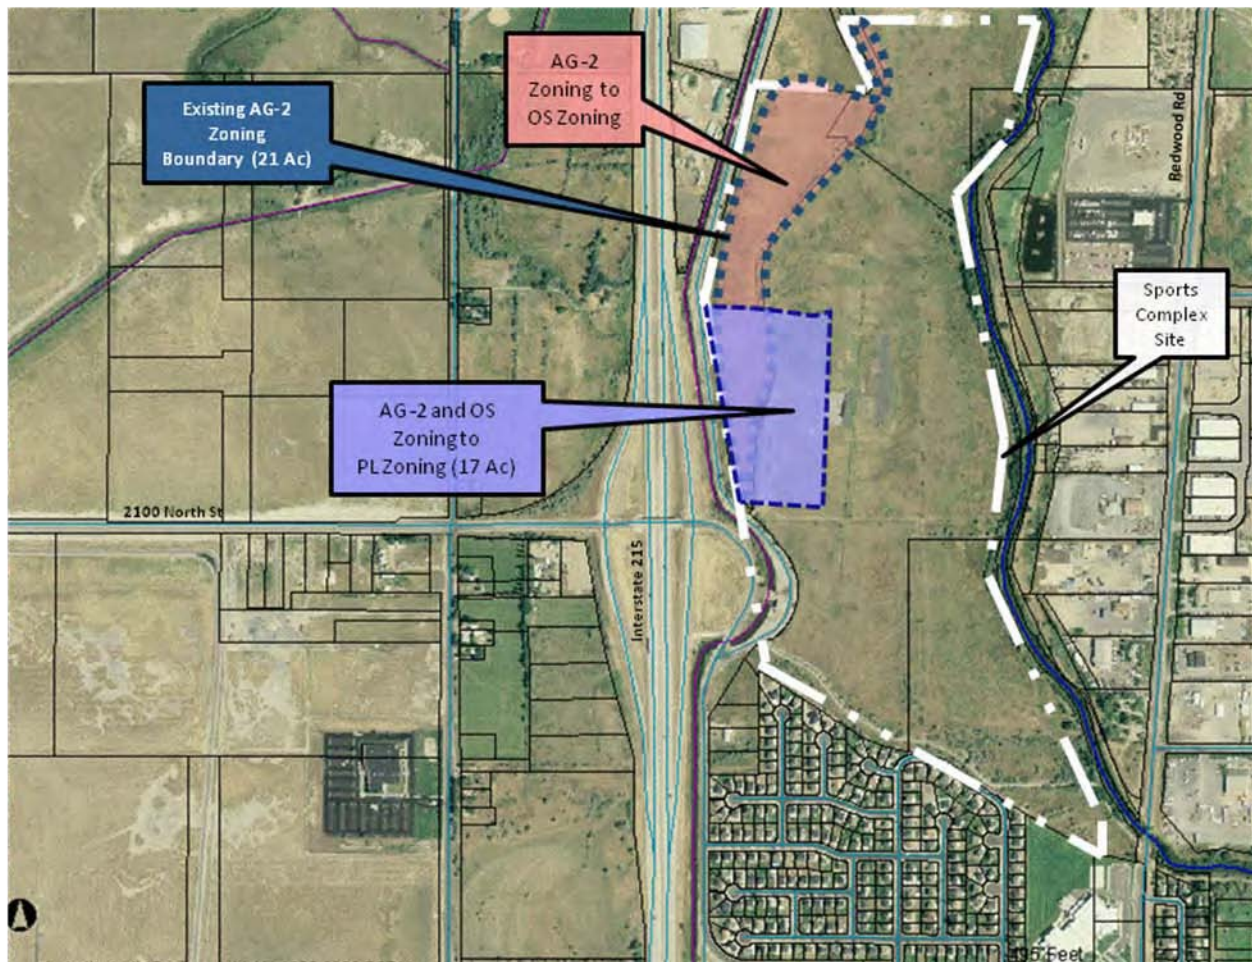 AG-2
Zoning to
OS Zoning
Existing AG-2
Zoning
Boundary (21 Ac)
Redwood Rd
Sports
Complex
Site
AG-2 and OS
Zoning to
PL Zoning (17 Ac)
2100 North St
Interstate 215
495 Feet